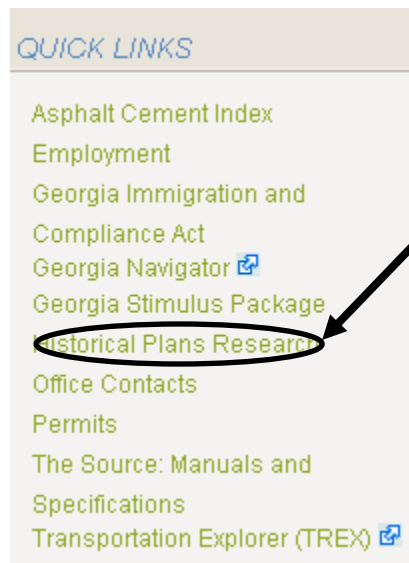 QUICK LINKS
Asphalt Cement Index
Employment
Georgia Immigration and
Compliance Act
Georgia Navigator
Georgia Stimulus Package
Historical Plans Research
Office Contacts
Permits
The Source: Manuals and
Specifications
Transportation Explorer (TREX)